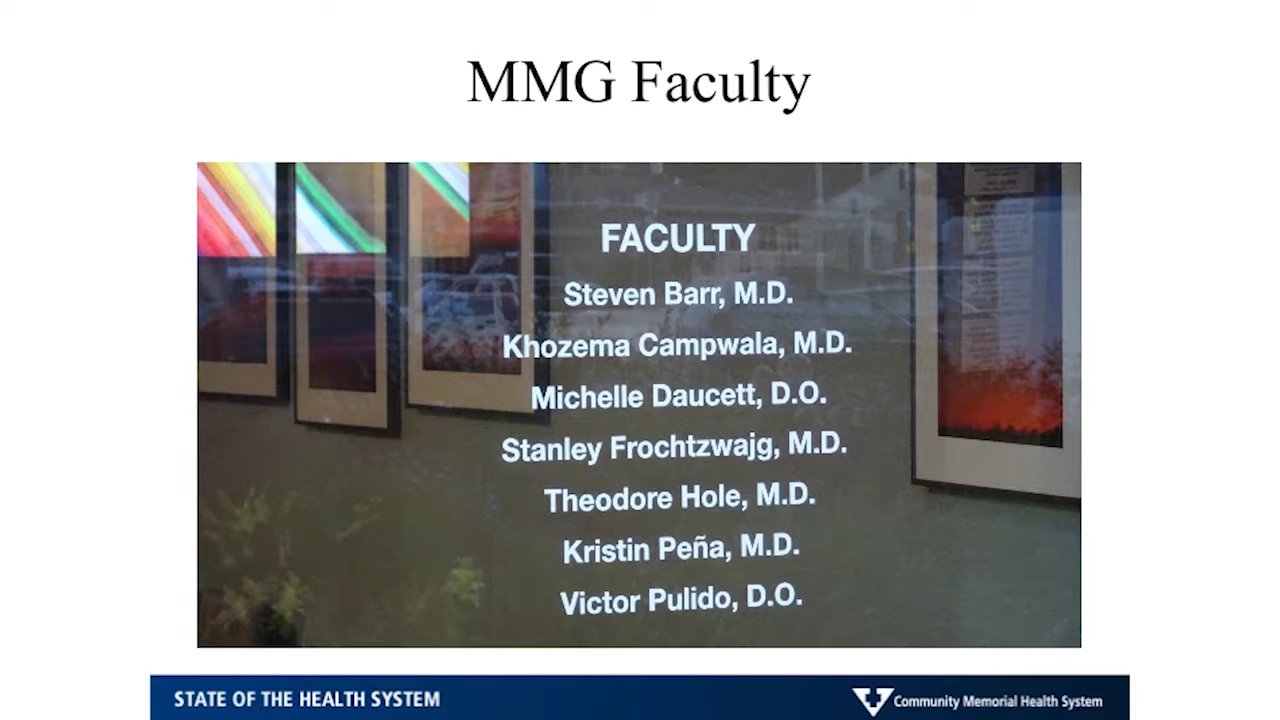 MMG Faculty
FACULTY
Steven Barr, M.D.
Khozema Campwala, M.D.
Michelle Daucett, D.O.
Stanley Frochtzwajg, M.D.
Theodore Hole, M.D.
Kristin Peña, M.D.
Victor Pulido, D.O.
STATE OF THE HEALTH SYSTEM
Community Memorial Health System